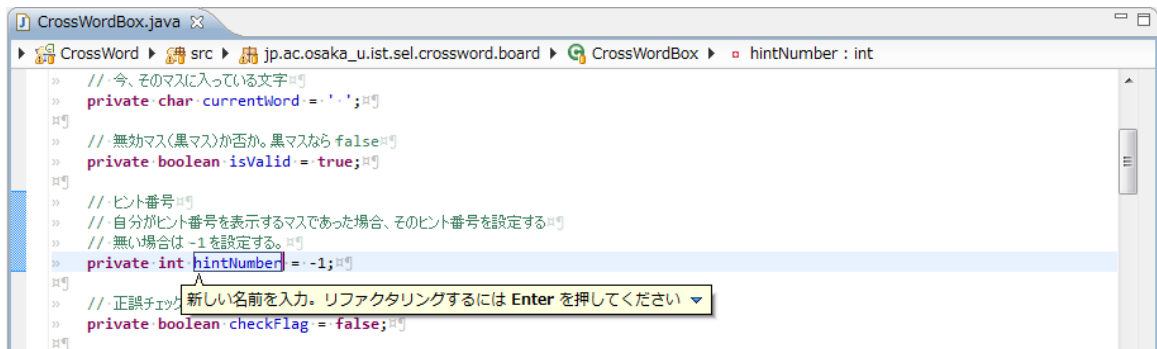 CrossWordBox.java
CrossWord src jp.ac.osaka_u.ist.sel.crossword.board CrossWordBox hintNumber : int
// 今、そのマスに入っている文字
private char currentWord = ' ';
// 無効マス(黒マス)か否か。黒マスなら false
private boolean isValid = true;
// ヒント番号
// 自分がヒント番号を表示するマスであった場合、そのヒント番号を設定する
// 無い場合は -1 を設定する。
private int hintNumber = -1;
// 正誤チェック
新しい名前を入力。リファクタリングするには Enter を押してください
private boolean checkFlag = false;